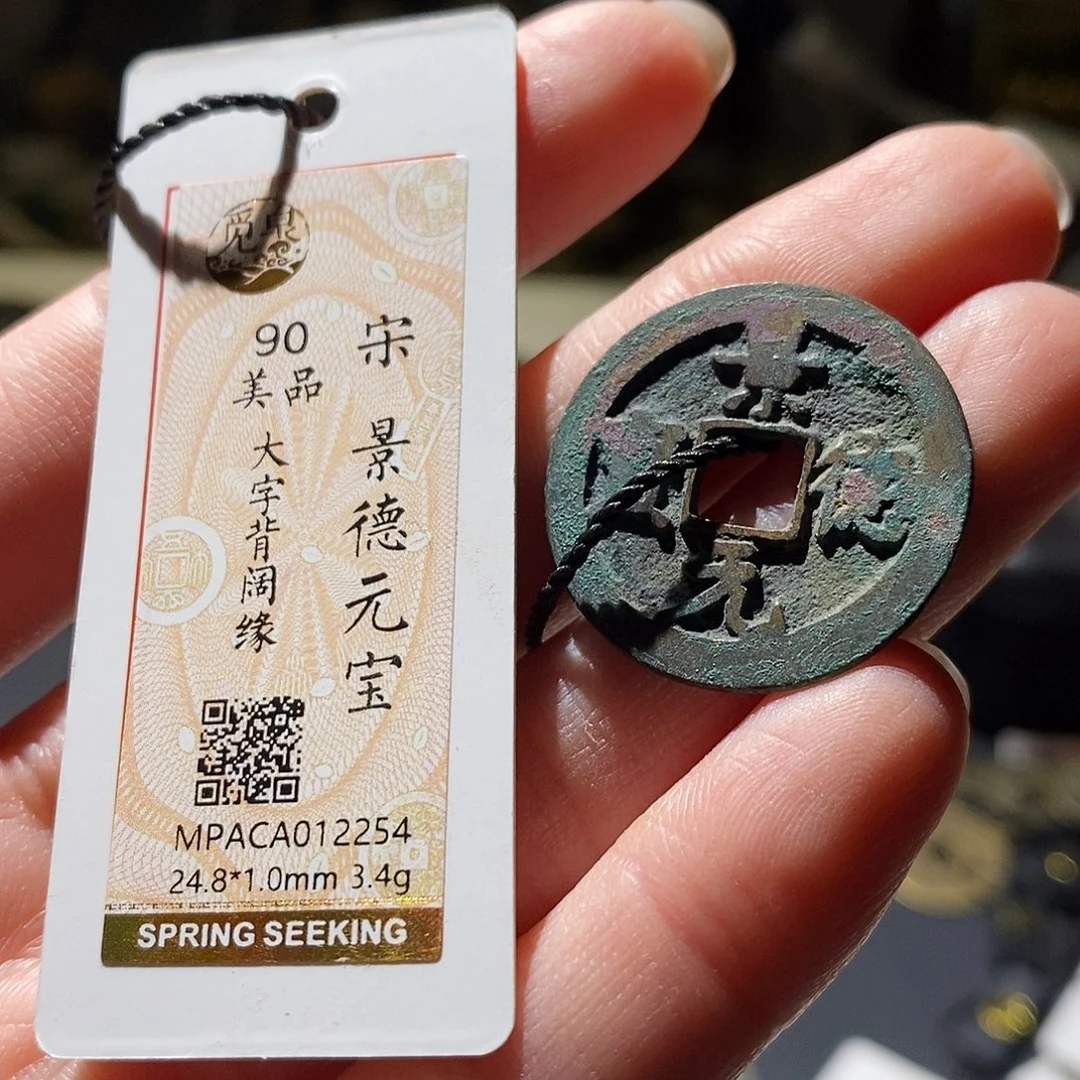 觅泉
宋 景德元宝
90
美品
大字背阔缘
MPACA012254
24.8*1.0mm 3.4g
SPRING SEEKING
景德元